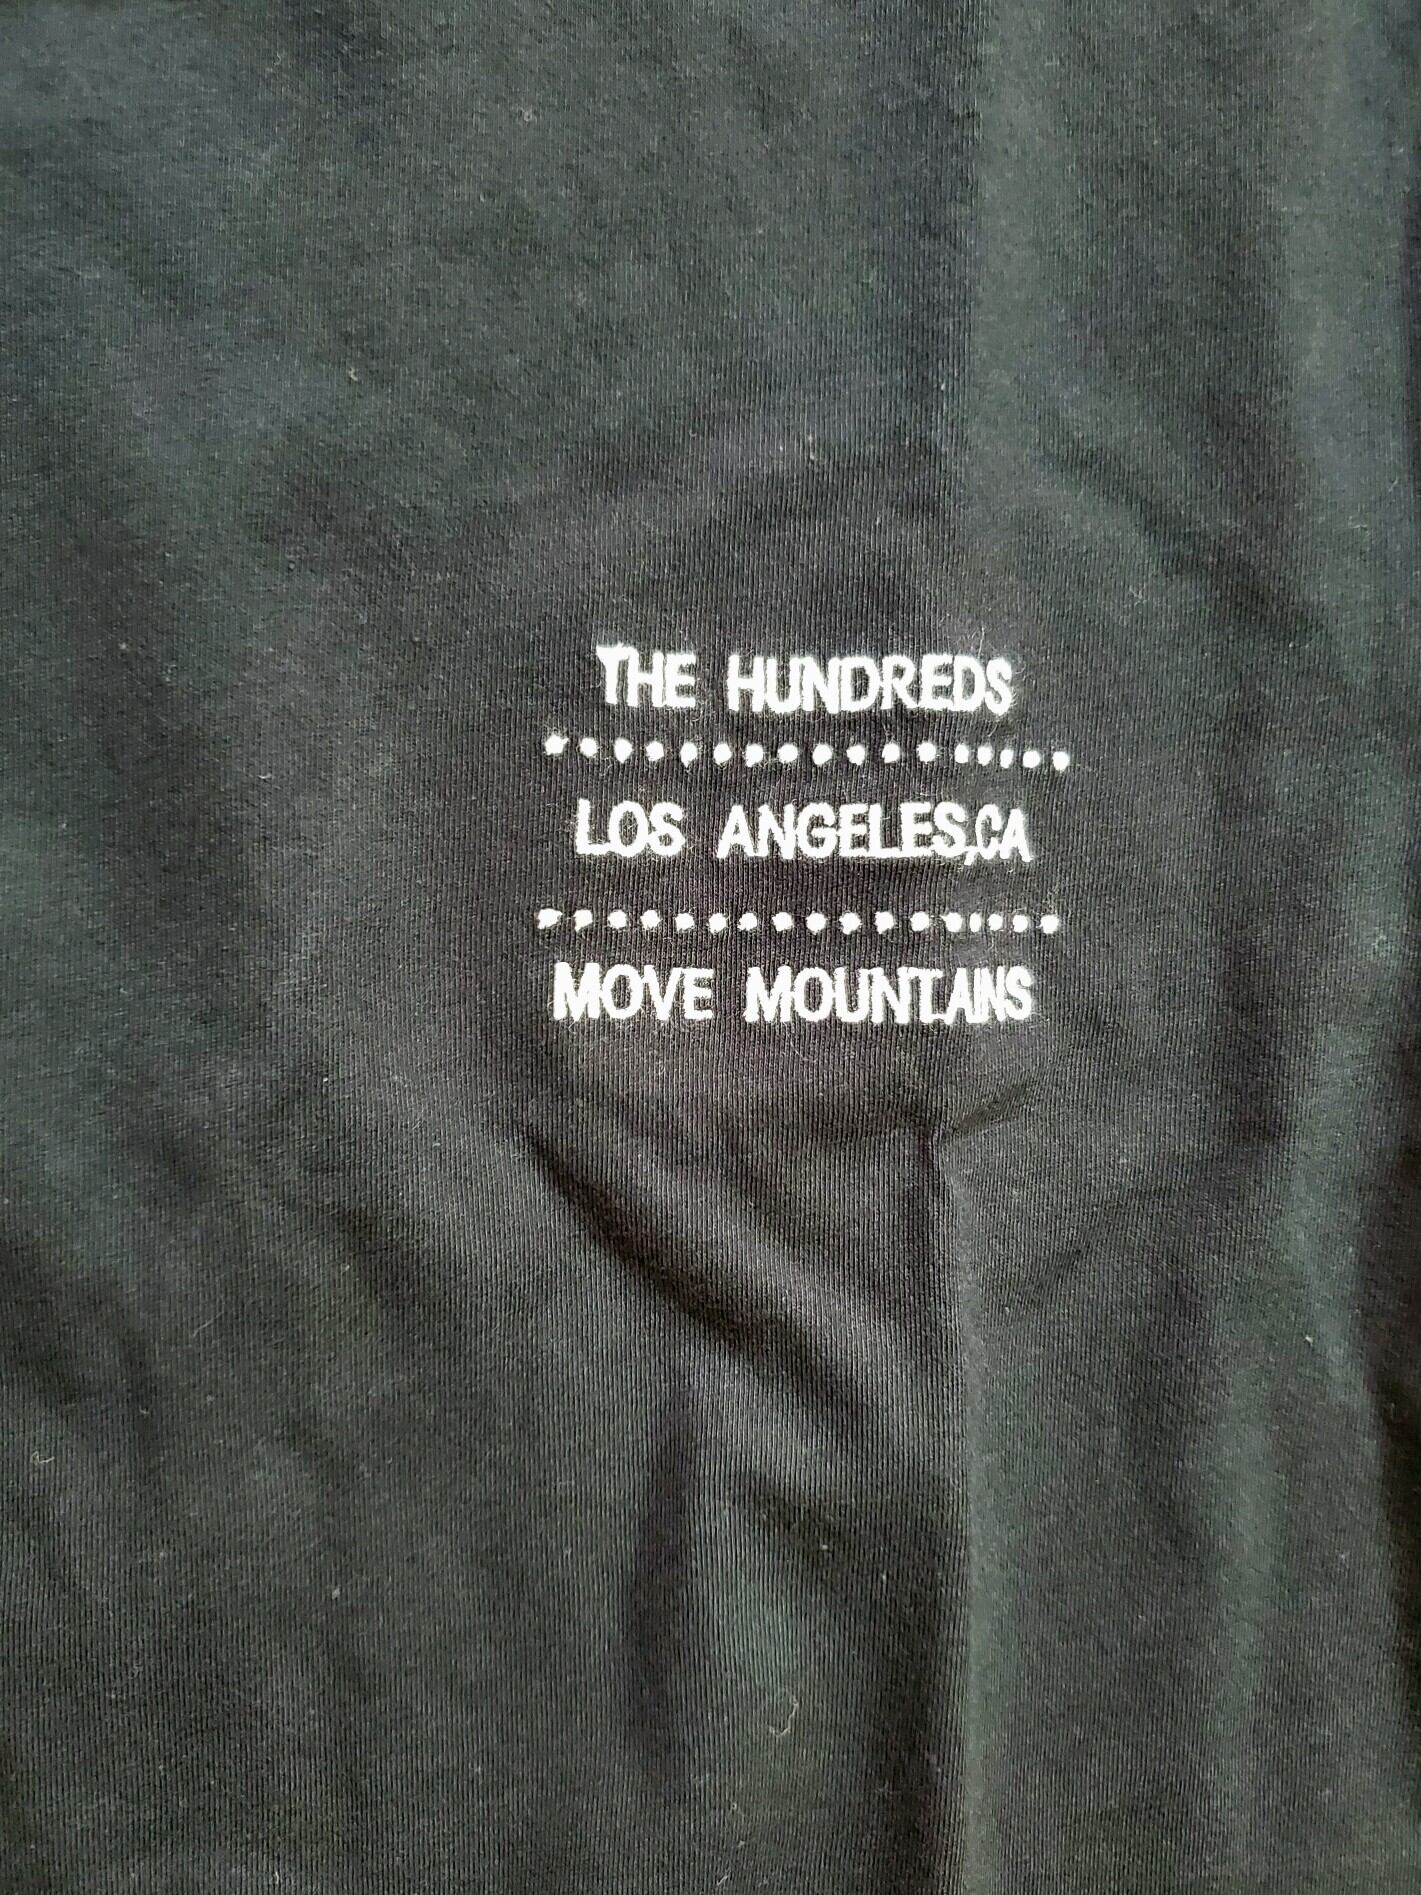 THE HUNDREDS
LOS ANGELES,CA
MOVE MOUNTAINS